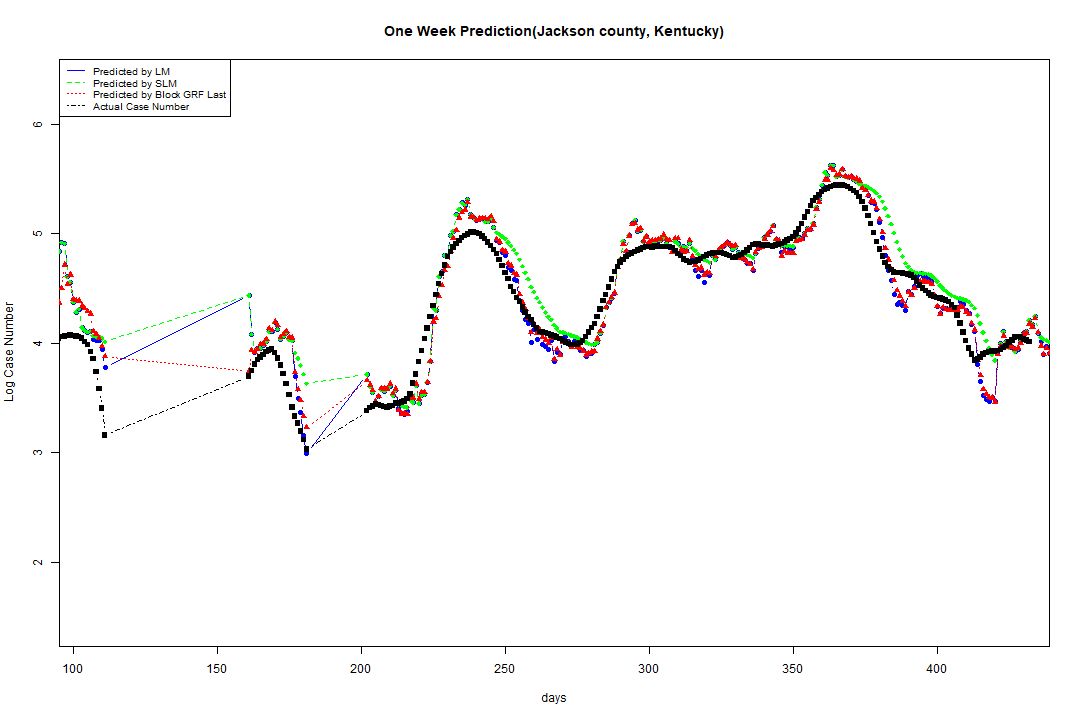 One Week Prediction(Jackson county, Kentucky)
Predicted by LM
Predicted by SLM
Predicted by Block GRF Last
Actual Case Number
6
5
4
3
2
Log Case Number
100 150 200 250 300 350 400
days